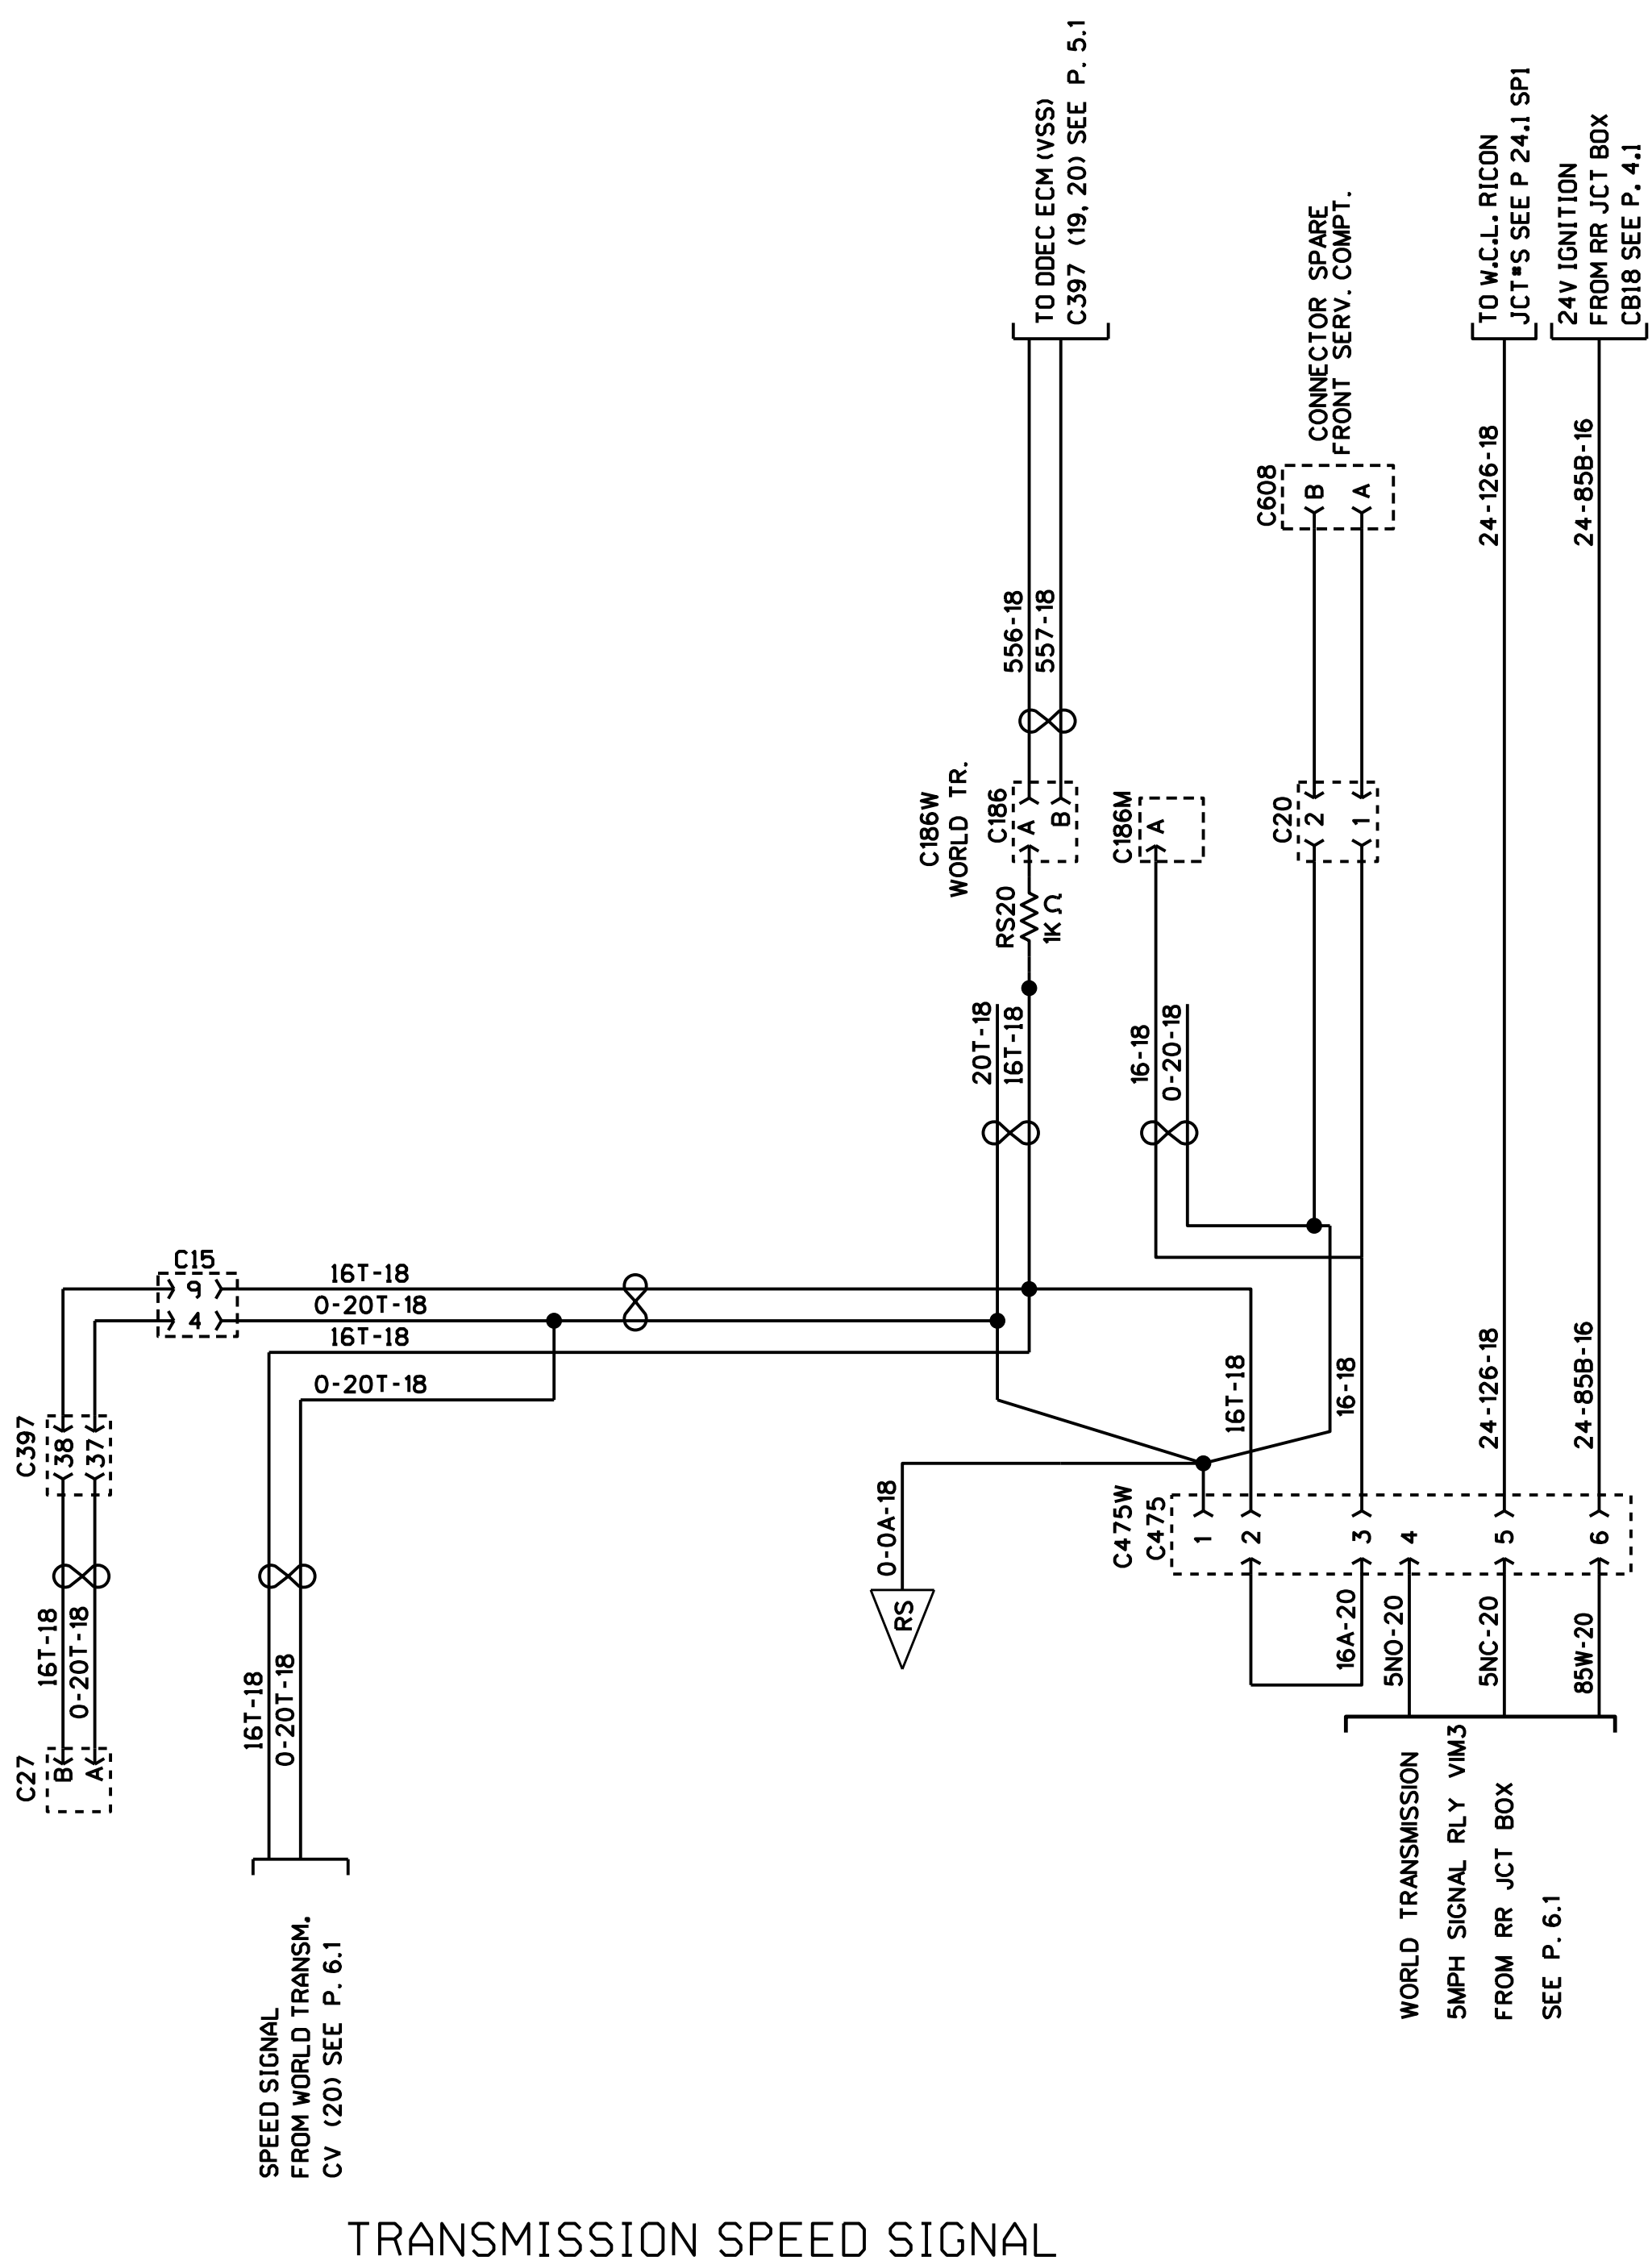 C27
B
A
16T-18
0-20T-18
C397
38
37
C15
9
4
16T-18
0-20T-18
16T-18
0-20T-18
16T-18
0-20T-18
SPEED SIGNAL
FROM WORLD TRANSM.
CV (20) SEE P. 6.1
C186W
WORLD TR.
C186
A
B
RS20
1K Ω
20T-18
16T-18
556-18
557-18
TO DDEC ECM (VSS)
C397 (19, 20) SEE P. 5.1
C186M
A
16-18
0-20-18
C20
2
1
C608
B
A
CONNECTOR SPARE
FRONT SERV. COMPT.
24-126-18
TO W.C.L. RICON
JCT*S SEE P 24.1 SP1
24-85B-16
24V IGNITION
FROM RR JCT BOX
CB18 SEE P. 4.1
0-0A-18
RS
16T-18
16-18
24-126-18
24-85B-16
C475W
C475
1
2
3
4
5
6
16A-20
5NO-20
5NC-20
85W-20
WORLD TRANSMISSION
5MPH SIGNAL RLY VIM3
FROM RR JCT BOX
SEE P. 6.1
TRANSMISSION SPEED SIGNAL